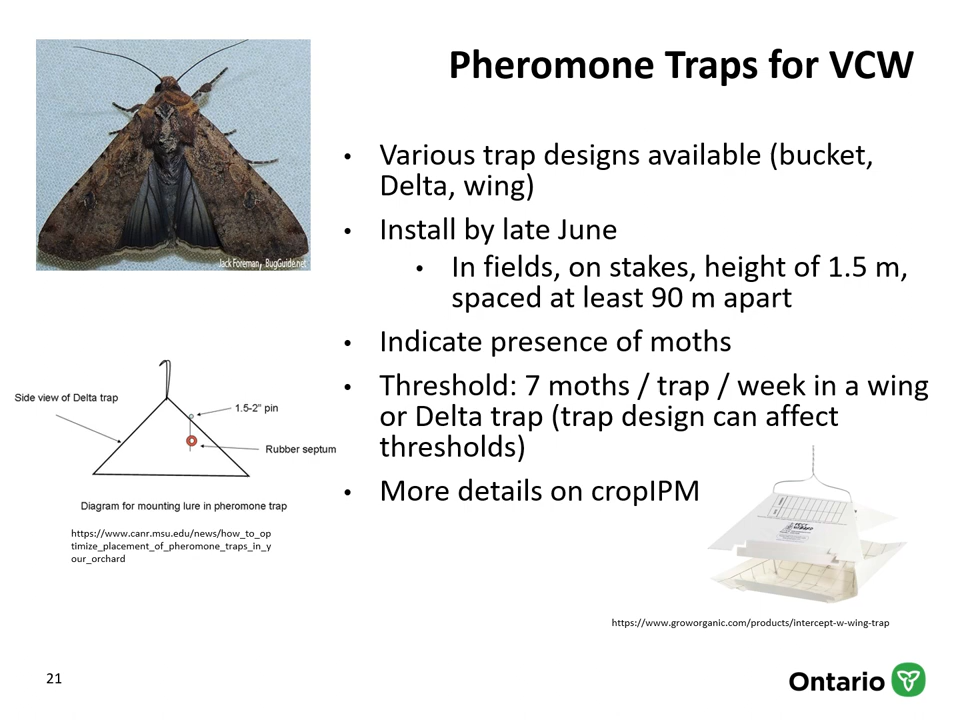 Pheromone Traps for VCW
Jack Foreman, BugGuide.net
• Various trap designs available (bucket,
Delta, wing)
• Install by late June
• In fields, on stakes, height of 1.5 m,
spaced at least 90 m apart
• Indicate presence of moths
• Threshold: 7 moths / trap / week in a wing
or Delta trap (trap design can affect
thresholds)
• More details on cropIPM
Side view of Delta trap
1.5-2" pin
Rubber septum
Diagram for mounting lure in pheromone trap
https://www.canr.msu.edu/news/how_to_op
timize_placement_of_pheromone_traps_in_y
our_orchard
https://www.groworganic.com/products/intercept-w-wing-trap
21
Ontario